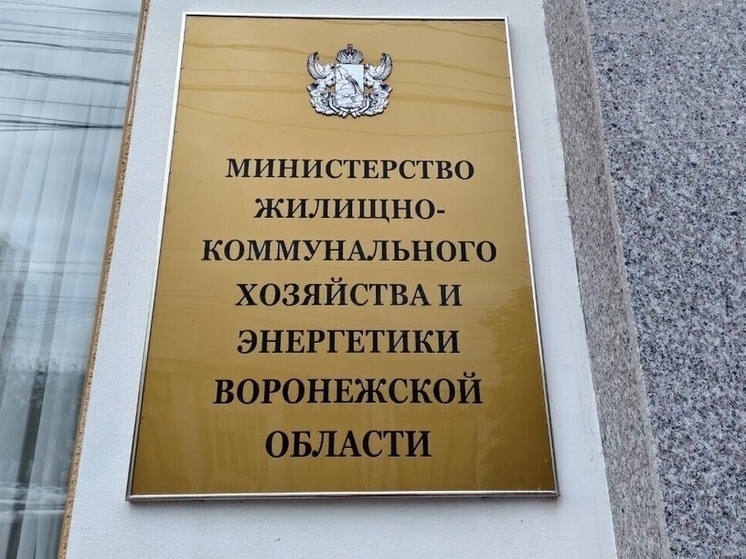 МИНИСТЕРСТВО
ЖИЛИЩНО-
КОММУНАЛЬНОГО
ХОЗЯЙСТВА И
ЭНЕРГЕТИКИ
ВОРОНЕЖСКОЙ
ОБЛАСТИ